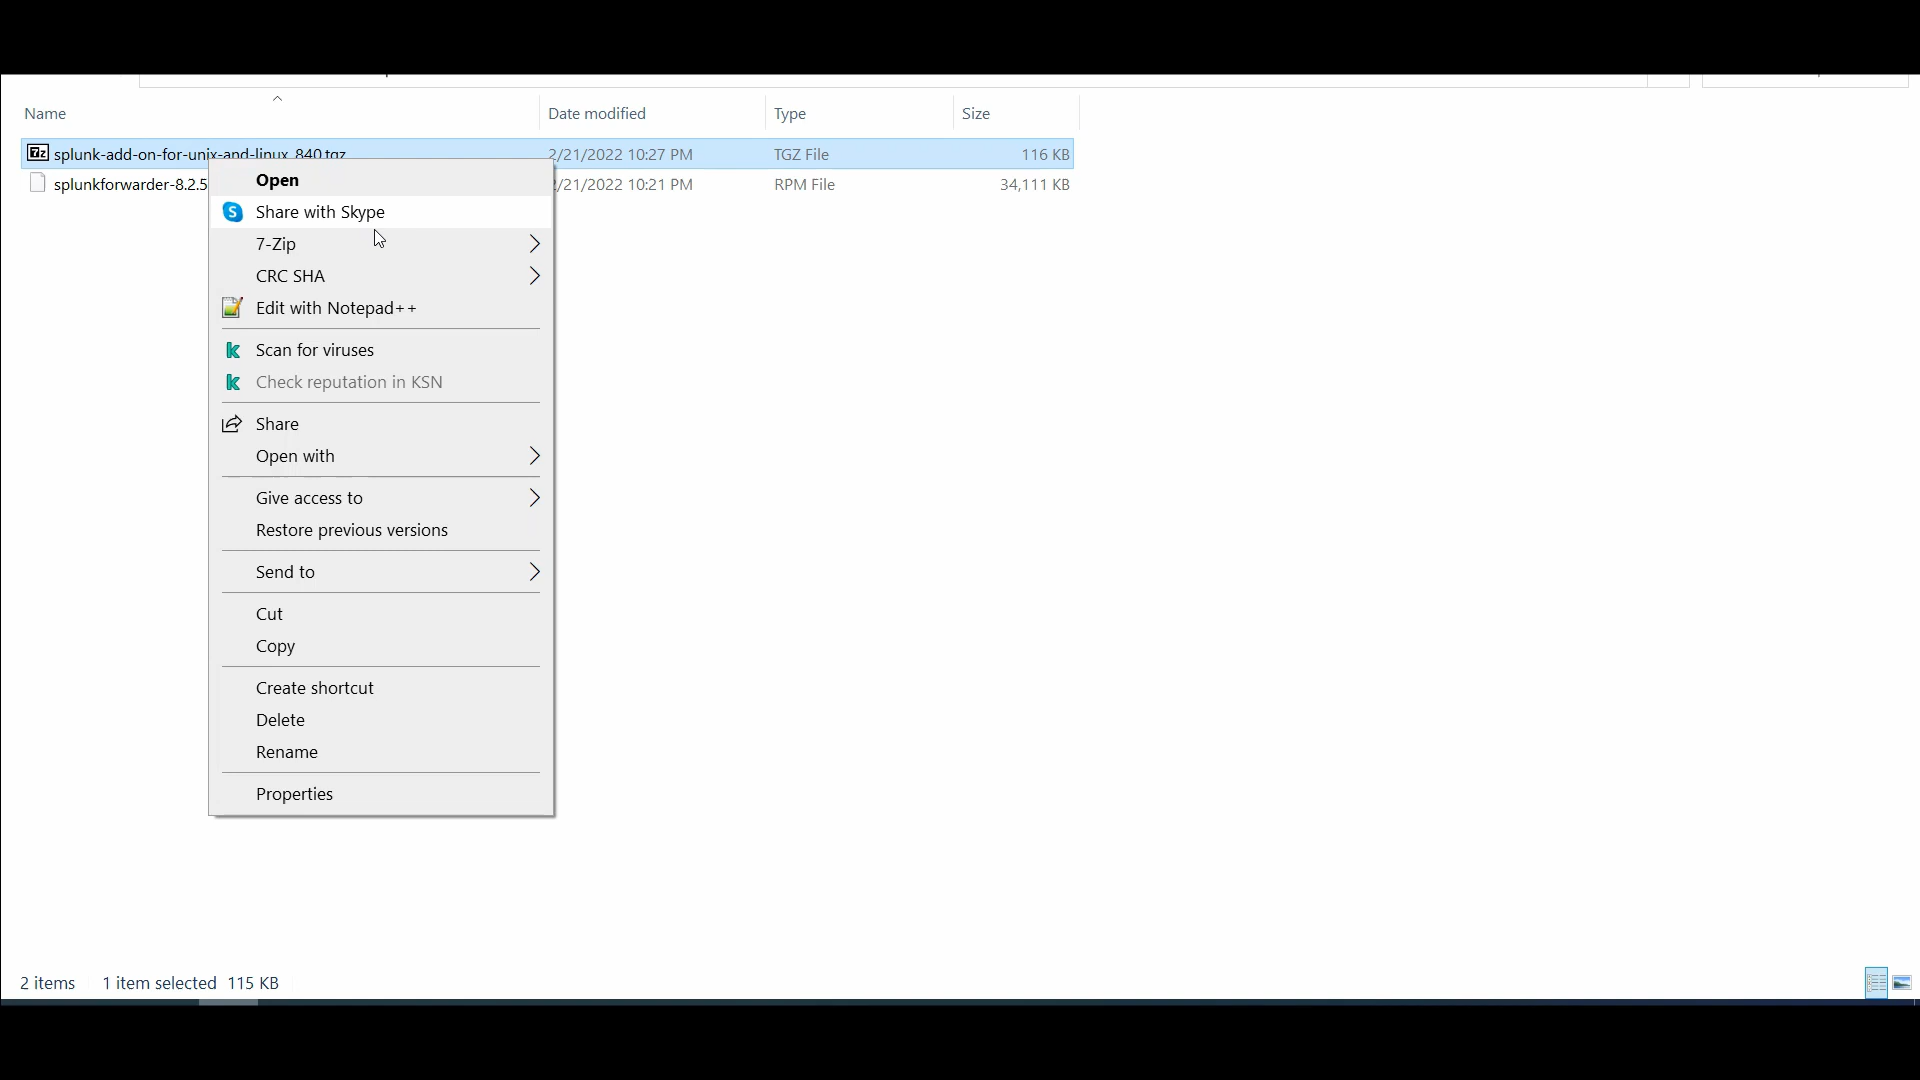 Name Date modified Type Size
splunk-add-on-for-unix-and-linux_840.tgz 2/21/2022 10:27 PM TGZ File 116 KB
splunkforwarder-8.2.5 2/21/2022 10:21 PM RPM File 34,111 KB
Open
Share with Skype
7-Zip
CRC SHA
Edit with Notepad++
Scan for viruses
Check reputation in KSN
Share
Open with
Give access to
Restore previous versions
Send to
Cut
Copy
Create shortcut
Delete
Rename
Properties
2 items 1 item selected 115 KB